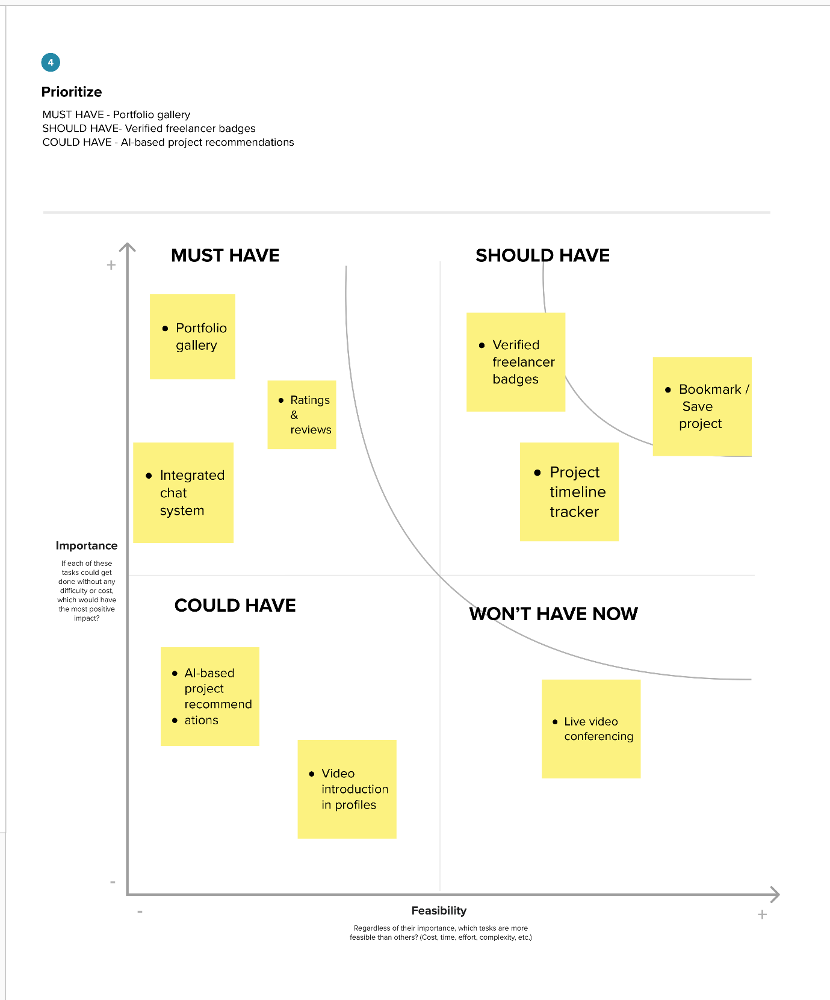 4
Prioritize
MUST HAVE - Portfolio gallery
SHOULD HAVE- Verified freelancer badges
COULD HAVE - AI-based project recommendations
MUST HAVE
SHOULD HAVE
+
• Portfolio
gallery
• Ratings
&
reviews
• Integrated
chat
system
• Verified
freelancer
badges
• Bookmark /
Save
project
• Project
timeline
tracker
Importance
If each of these
tasks could get
done without any
difficulty or cost,
which would have
the most positive
impact?
COULD HAVE
WON’T HAVE NOW
• AI-based
project
recommend
• ations
• Video
introduction
in profiles
• Live video
conferencing
-
-
Feasibility
+
Regardless of their importance, which tasks are more
feasible than others? (Cost, time, effort, complexity, etc.)